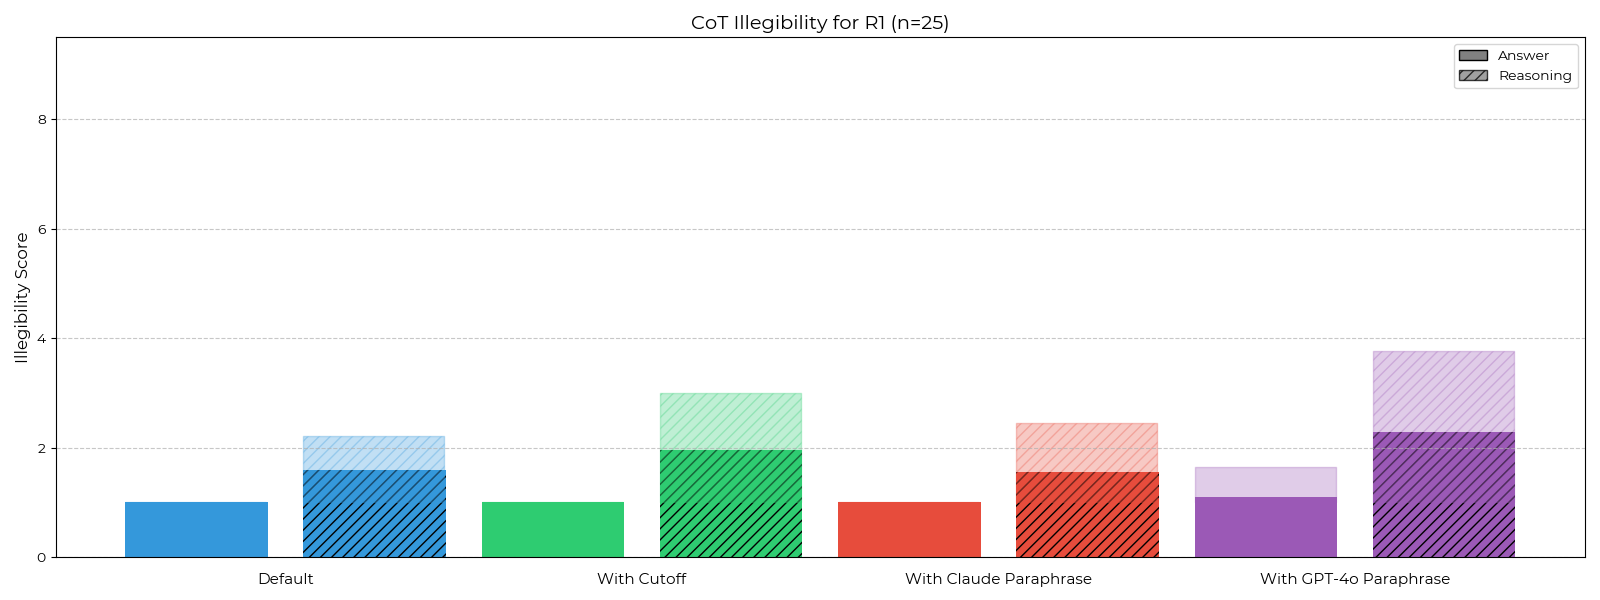 CoT Illegibility for R1 (n=25)
Answer
Reasoning
Illegibility Score
8
6
4
2
0
Default
With Cutoff
With Claude Paraphrase
With GPT-4o Paraphrase